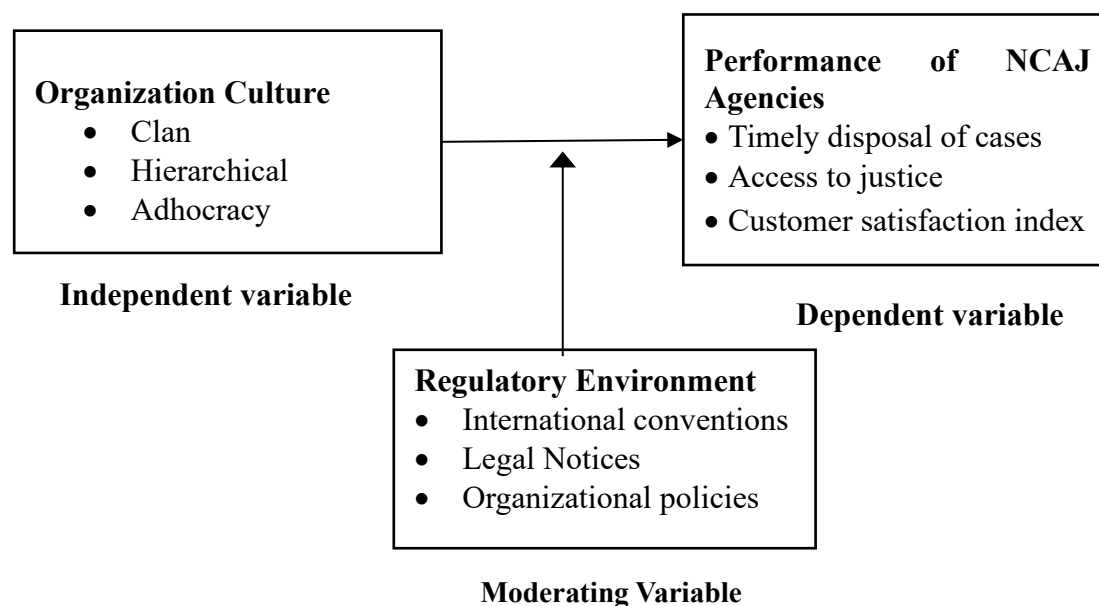 Organization Culture
• Clan
• Hierarchical
• Adhocracy
Independent variable
Performance of NCAJ
Agencies
• Timely disposal of cases
• Access to justice
• Customer satisfaction index
Dependent variable
Regulatory Environment
• International conventions
• Legal Notices
• Organizational policies
Moderating Variable